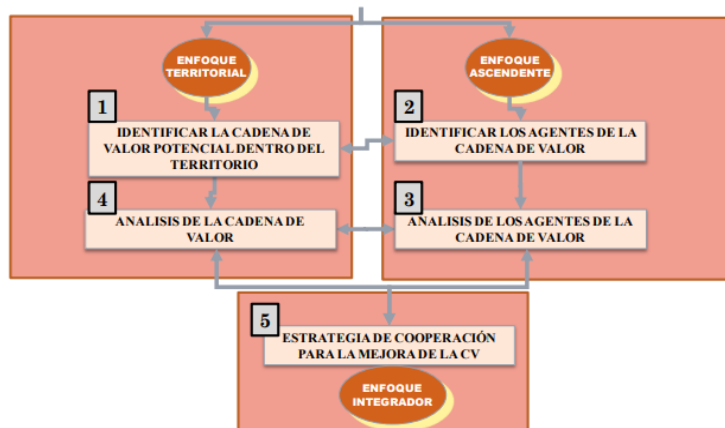 ENFOQUE
TERRITORIAL
ENFOQUE
ASCENDENTE
1
IDENTIFICAR LA CADENA DE
VALOR POTENCIAL DENTRO DEL
TERRITORIO
2
IDENTIFICAR LOS AGENTES DE LA
CADENA DE VALOR
4
ANALISIS DE LA CADENA DE
VALOR
3
ANALISIS DE LOS AGENTES DE LA
CADENA DE VALOR
5
ESTRATEGIA DE COOPERACIÓN
PARA LA MEJORA DE LA CV
ENFOQUE
INTEGRADOR